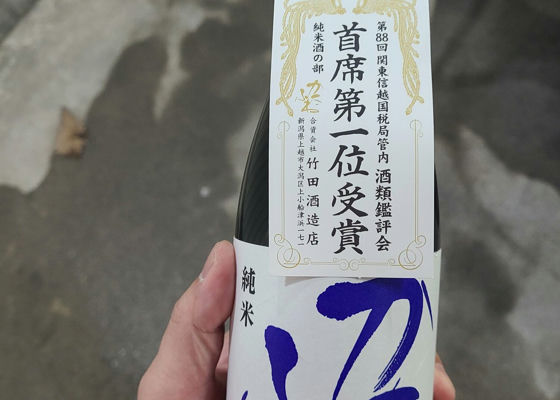 第88回 関東信越国税局管内 酒類鑑評会
首席第一位受賞
純米酒の部
合資会社 竹田酒造店
新潟県上越市大潟区上小船津浜一七一
純米